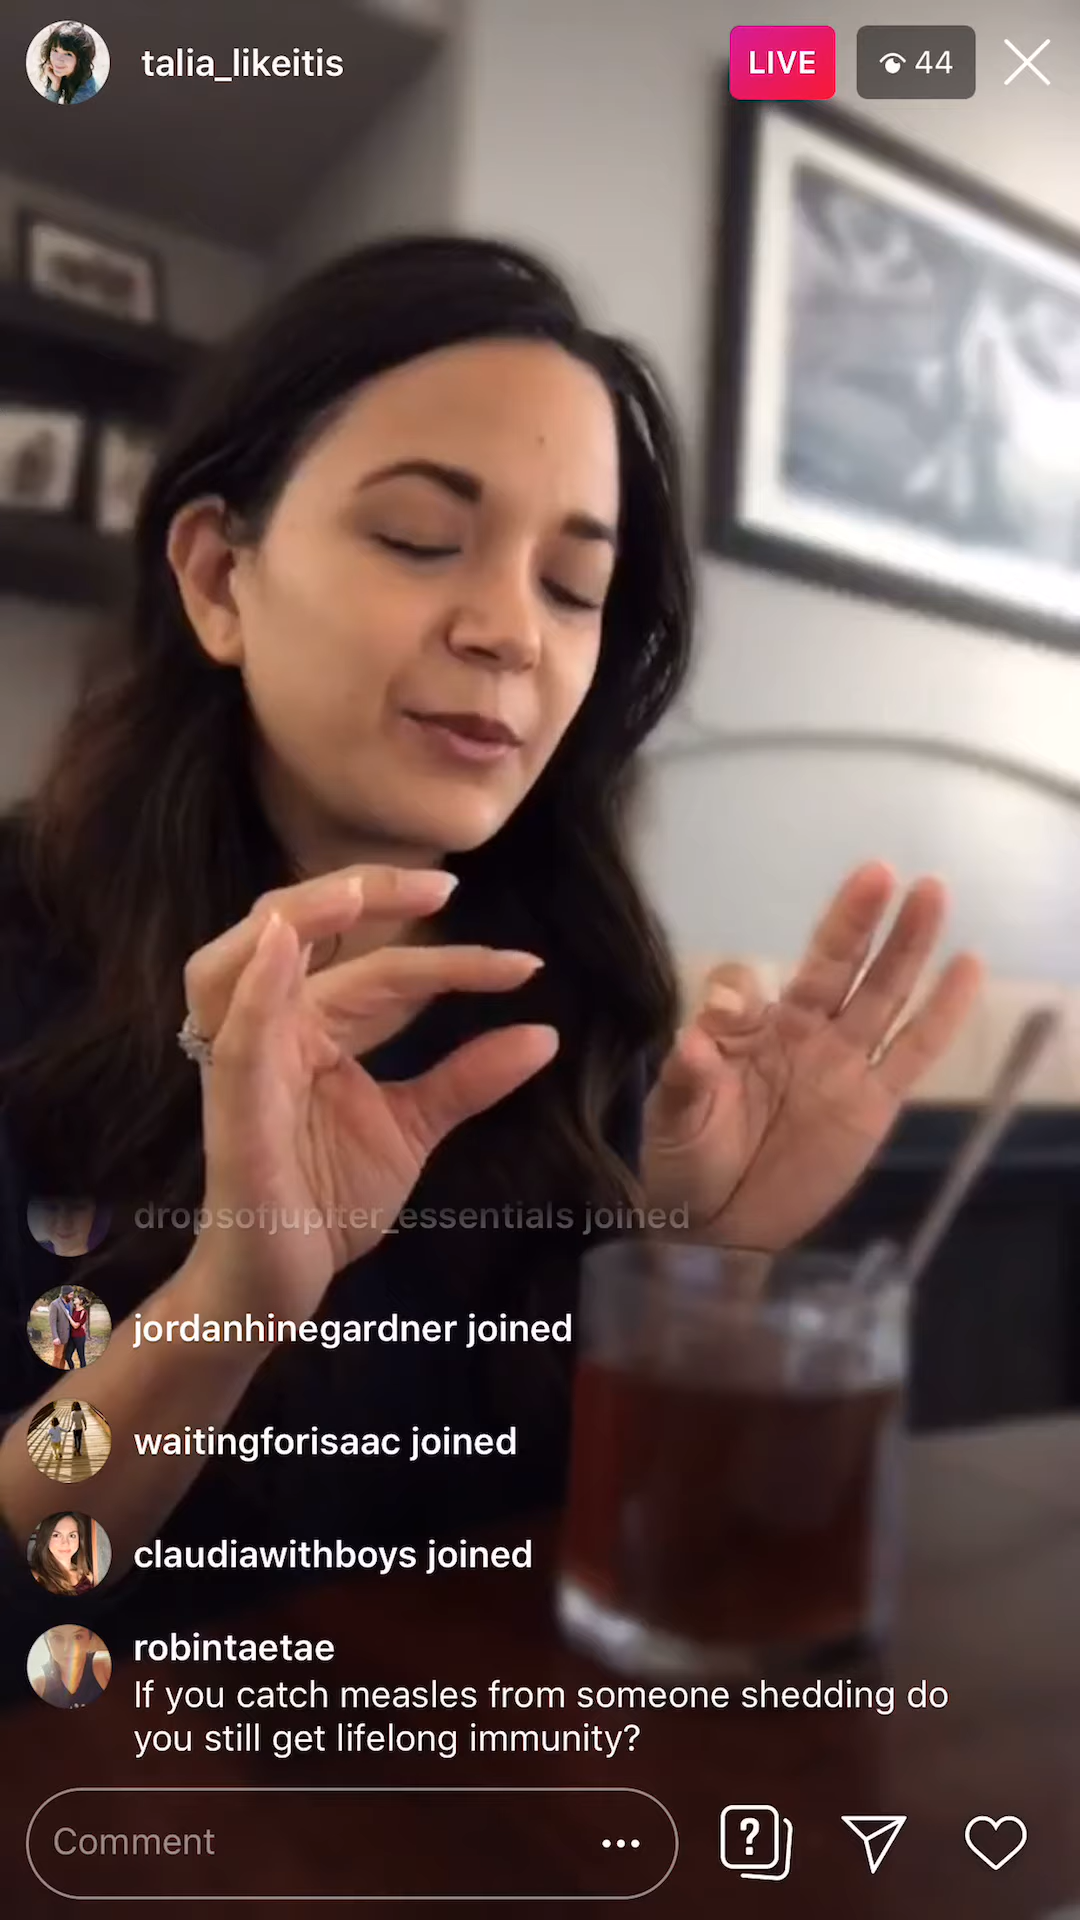 talia_likeitis
LIVE
44
dropsofjupiter_essentials joined
jordanhinegardner joined
waitingforisaac joined
claudiawithboys joined
robintaetae
If you catch measles from someone shedding do
you still get lifelong immunity?
Comment